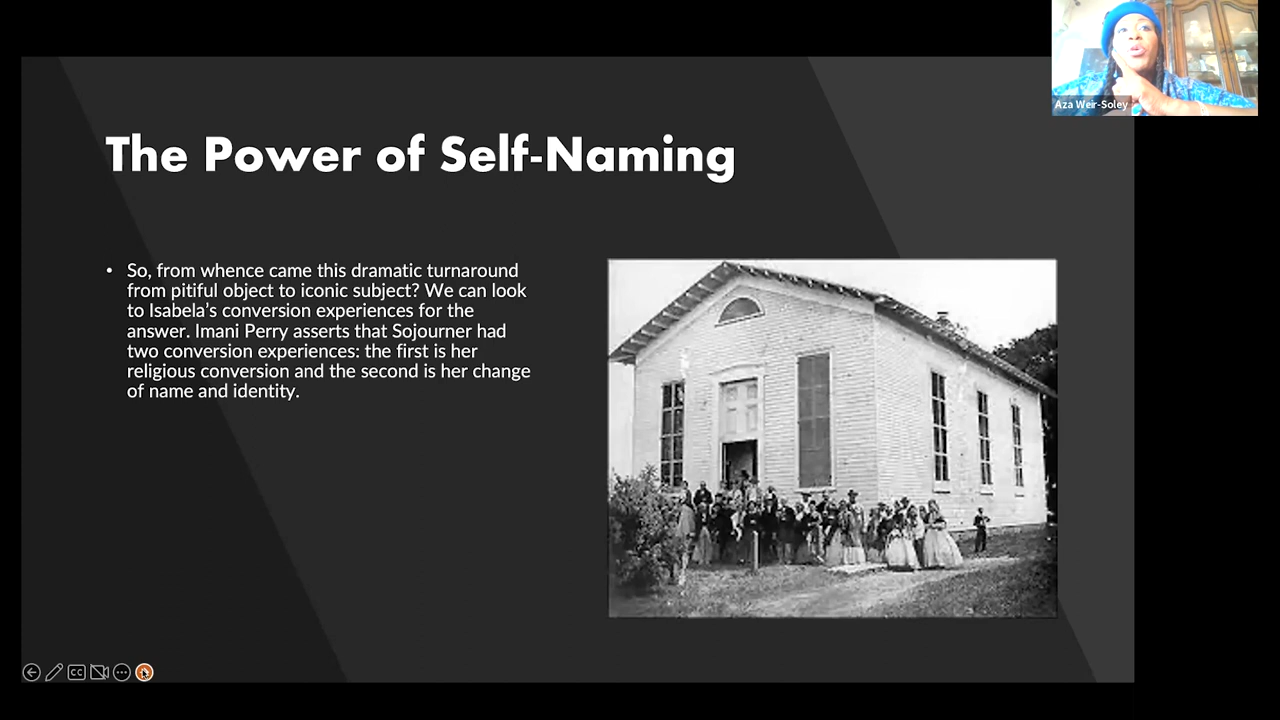 Aza Weir-Soley
The Power of Self-Naming
• So, from whence came this dramatic turnaround
from pitiful object to iconic subject? We can look
to Isabela's conversion experiences for the
answer. Imani Perry asserts that Sojourner had
two conversion experiences: the first is her
religious conversion and the second is her change
of name and identity.
CC